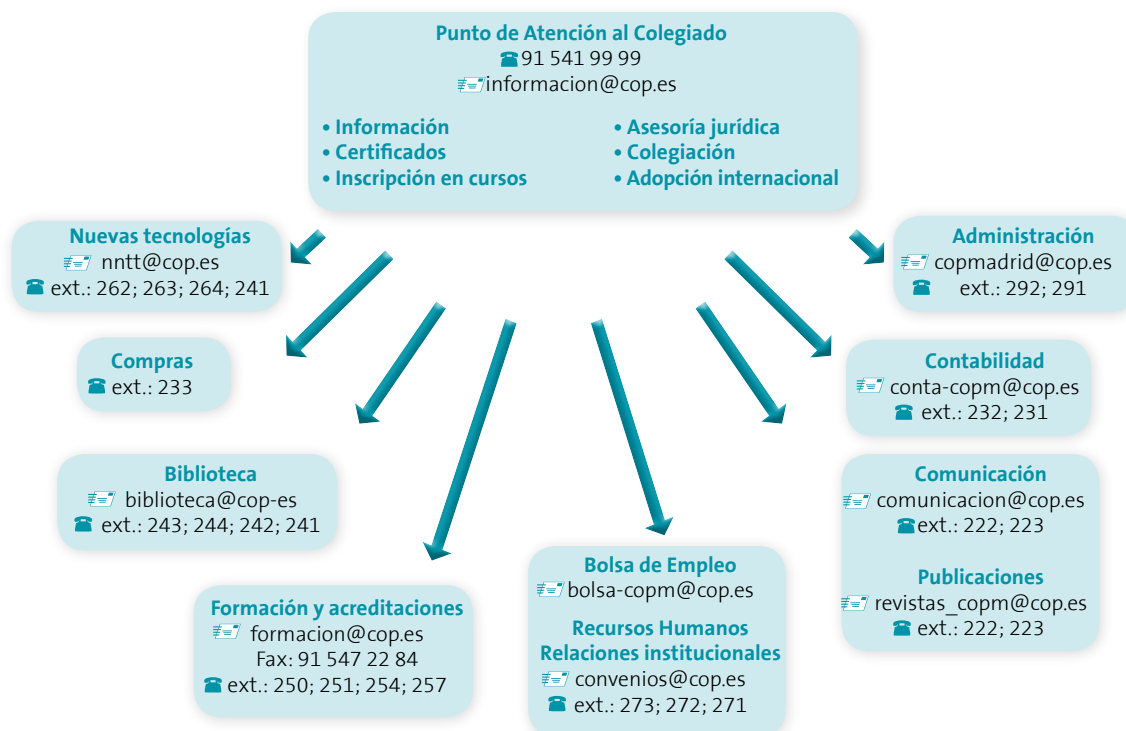 Punto de Atención al Colegiado
91 541 99 99
informacion@cop.es
• Información
• Certificados
• Inscripción en cursos
• Asesoría jurídica
• Colegiación
• Adopción internacional
Nuevas tecnologías
nntt@cop.es
ext.: 262; 263; 264; 241
Administración
copmadrid@cop.es
ext.: 292; 291
Compras
ext.: 233
Contabilidad
conta-copm@cop.es
ext.: 232; 231
Biblioteca
biblioteca@cop-es
ext.: 243; 244; 242; 241
Comunicación
comunicacion@cop.es
ext.: 222; 223
Publicaciones
revistas_copm@cop.es
ext.: 222; 223
Formación y acreditaciones
formacion@cop.es
Fax: 91 547 22 84
ext.: 250; 251; 254; 257
Bolsa de Empleo
bolsa-copm@cop.es
Recursos Humanos
Relaciones institucionales
convenios@cop.es
ext.: 273; 272; 271